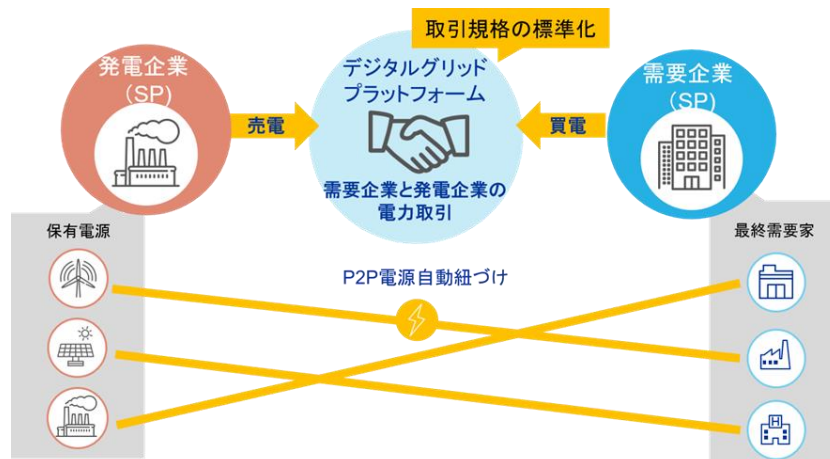 取引規格の標準化
発電企業
(SP)
デジタルグリッド
プラットフォーム
需要企業
(SP)
売電
買電
需要企業と発電企業の
電力取引
保有電源
最終需要家
P2P電源自動紐づけ
H